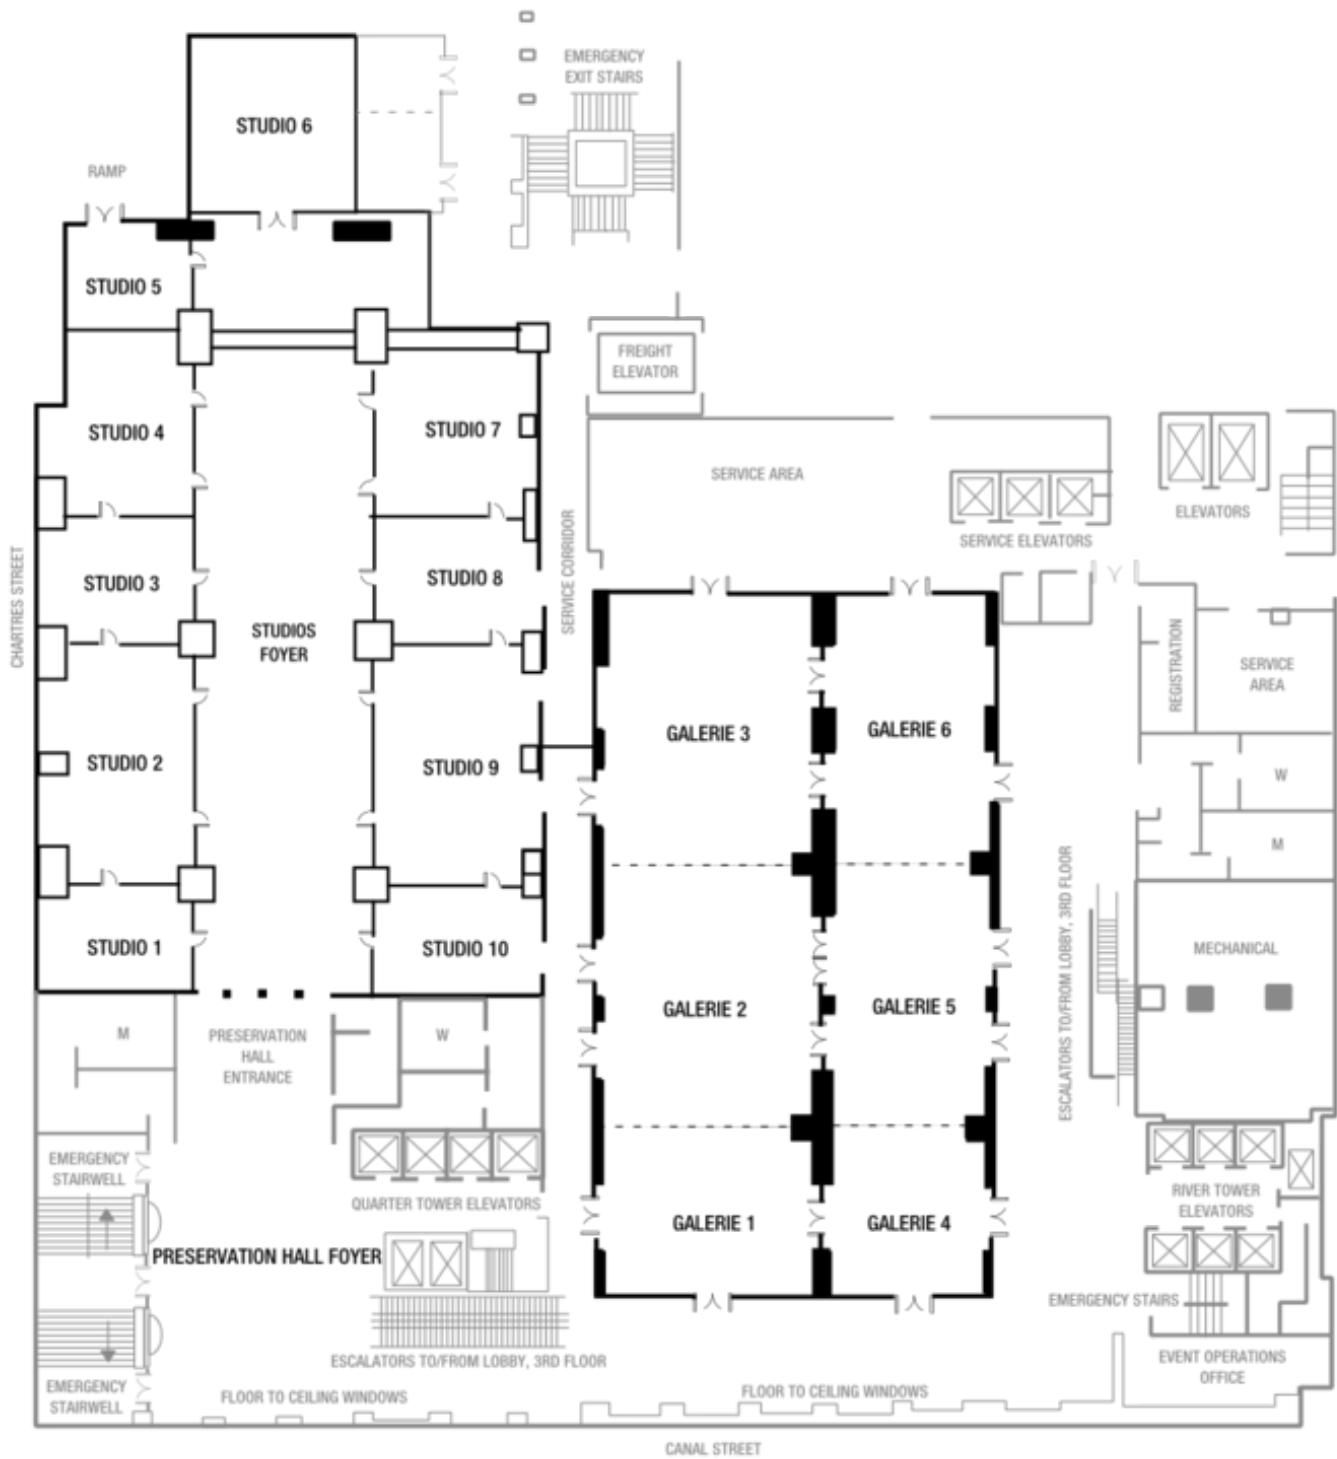 EMERGENCY
EXIT STAIRS
STUDIO 6
RAMP
STUDIO 5
FREIGHT
ELEVATOR
STUDIO 4
STUDIO 7
SERVICE AREA
ELEVATORS
SERVICE ELEVATORS
CHARTRES STREET
STUDIO 3
STUDIO 8
SERVICE CORRIDOR
STUDIOS
FOYER
REGISTRATION
SERVICE
AREA
GALERIE 3
GALERIE 6
STUDIO 2
STUDIO 9
W
M
ESCALATORS TO/FROM LOBBY, 3RD FLOOR
STUDIO 1
STUDIO 10
MECHANICAL
GALERIE 2
GALERIE 5
M
PRESERVATION
HALL
ENTRANCE
W
EMERGENCY
STAIRWELL
QUARTER TOWER ELEVATORS
RIVER TOWER
ELEVATORS
GALERIE 1
GALERIE 4
PRESERVATION HALL FOYER
EMERGENCY STAIRS
ESCALATORS TO/FROM LOBBY, 3RD FLOOR
EVENT OPERATIONS
OFFICE
EMERGENCY
STAIRWELL
FLOOR TO CEILING WINDOWS
FLOOR TO CEILING WINDOWS
CANAL STREET